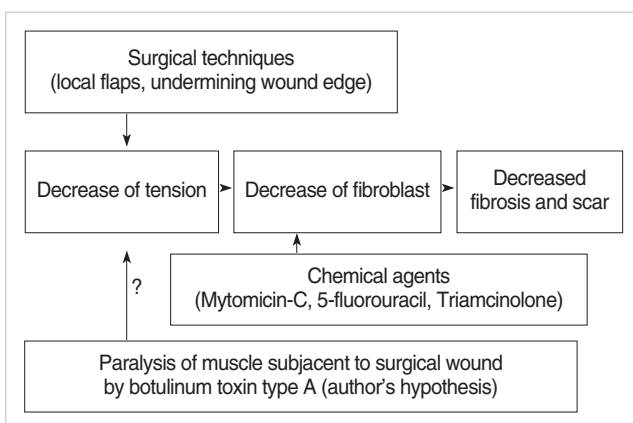 Surgical techniques
(local flaps, undermining wound edge)
Decrease of tension
Decrease of fibroblast
Decreased
fibrosis and scar
?
Chemical agents
(Mytomicin-C, 5-fluorouracil, Triamcinolone)
Paralysis of muscle subjacent to surgical wound
by botulinum toxin type A (author's hypothesis)